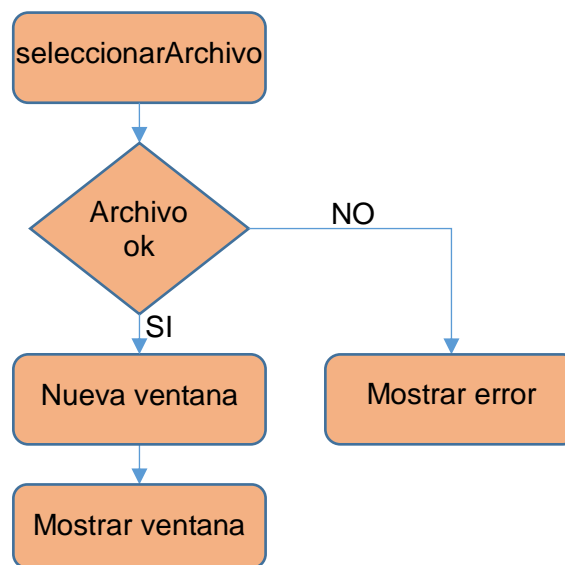 seleccionarArchivo
Archivo
ok
NO
SI
Nueva ventana
Mostrar error
Mostrar ventana